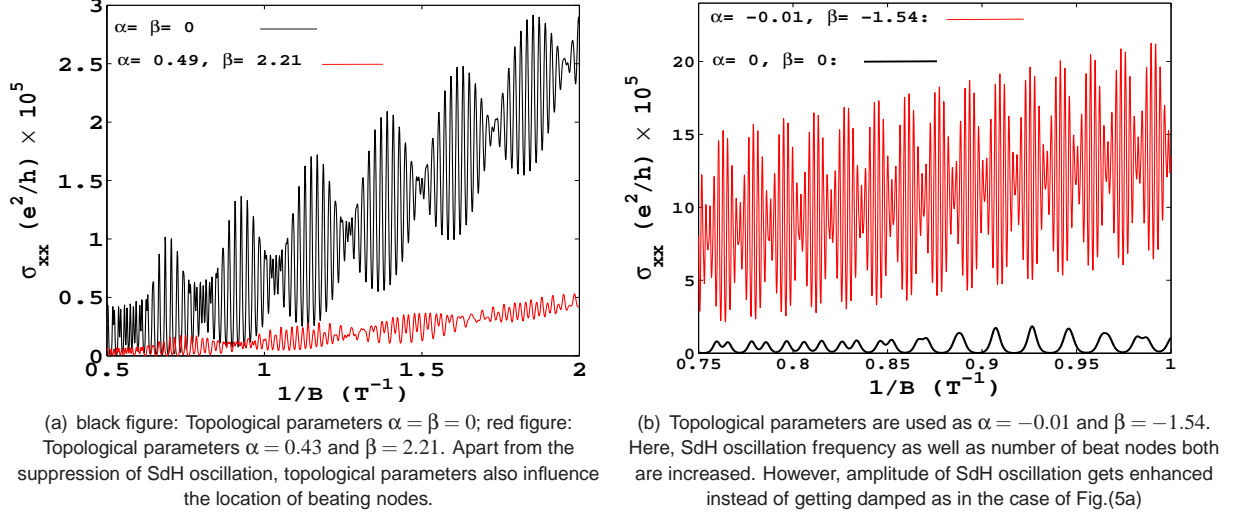 α= β= 0
α= 0.49, β= 2.21
3
2.5
2
1.5
1
0.5
0
σxx (e²/h) × 10⁵
0.5 1 1.5 2
1/B (T⁻¹)
(a) black figure: Topological parameters α = β = 0; red figure:
Topological parameters α = 0.43 and β = 2.21. Apart from the
suppression of SdH oscillation, topological parameters also influence
the location of beating nodes.
α= -0.01, β= -1.54:
α= 0, β= 0:
20
15
10
5
0
σxx (e²/h) × 10⁵
0.75 0.8 0.85 0.9 0.95 1
1/B (T⁻¹)
(b) Topological parameters are used as α = −0.01 and β = −1.54.
Here, SdH oscillation frequency as well as number of beat nodes both
are increased. However, amplitude of SdH oscillation gets enhanced
instead of getting damped as in the case of Fig.(5a)